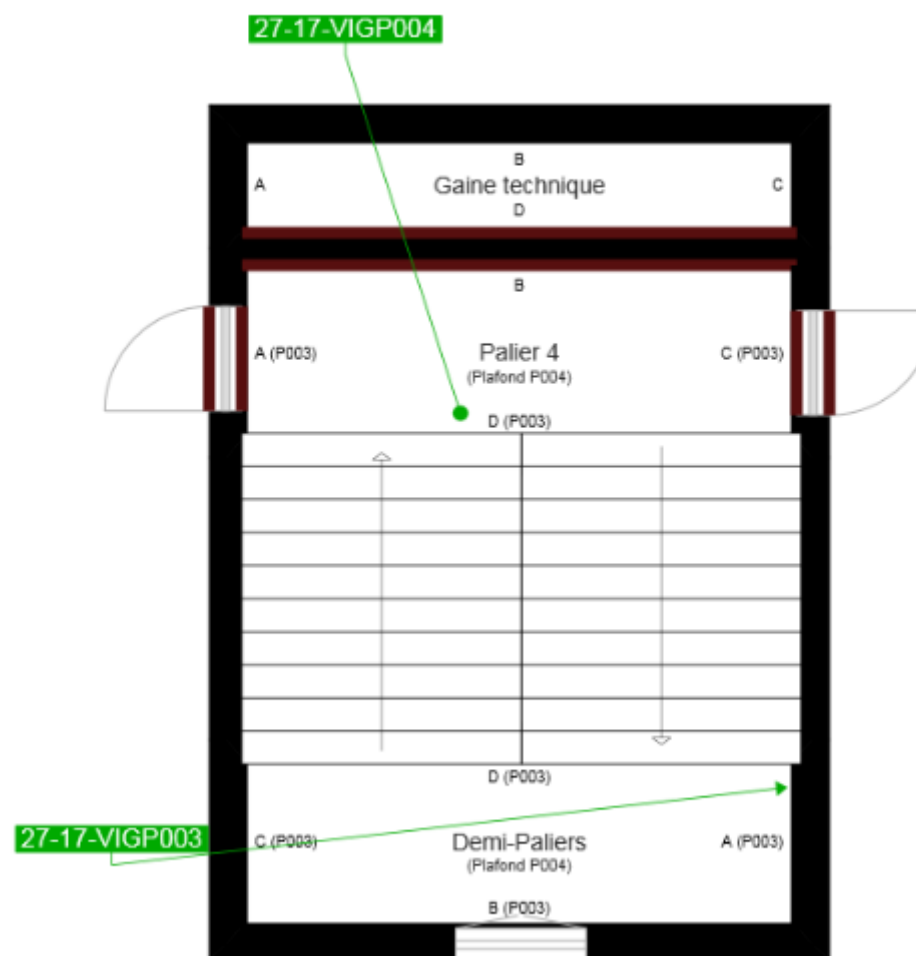 27-17-VIGP004
B
A
Gaine technique
C
D
B
A (P003)
Palier 4
C (P003)
(Plafond P004)
D (P003)
D (P003)
27-17-VIGP003
C (P003)
Demi-Paliers
A (P003)
(Plafond P004)
B (P003)